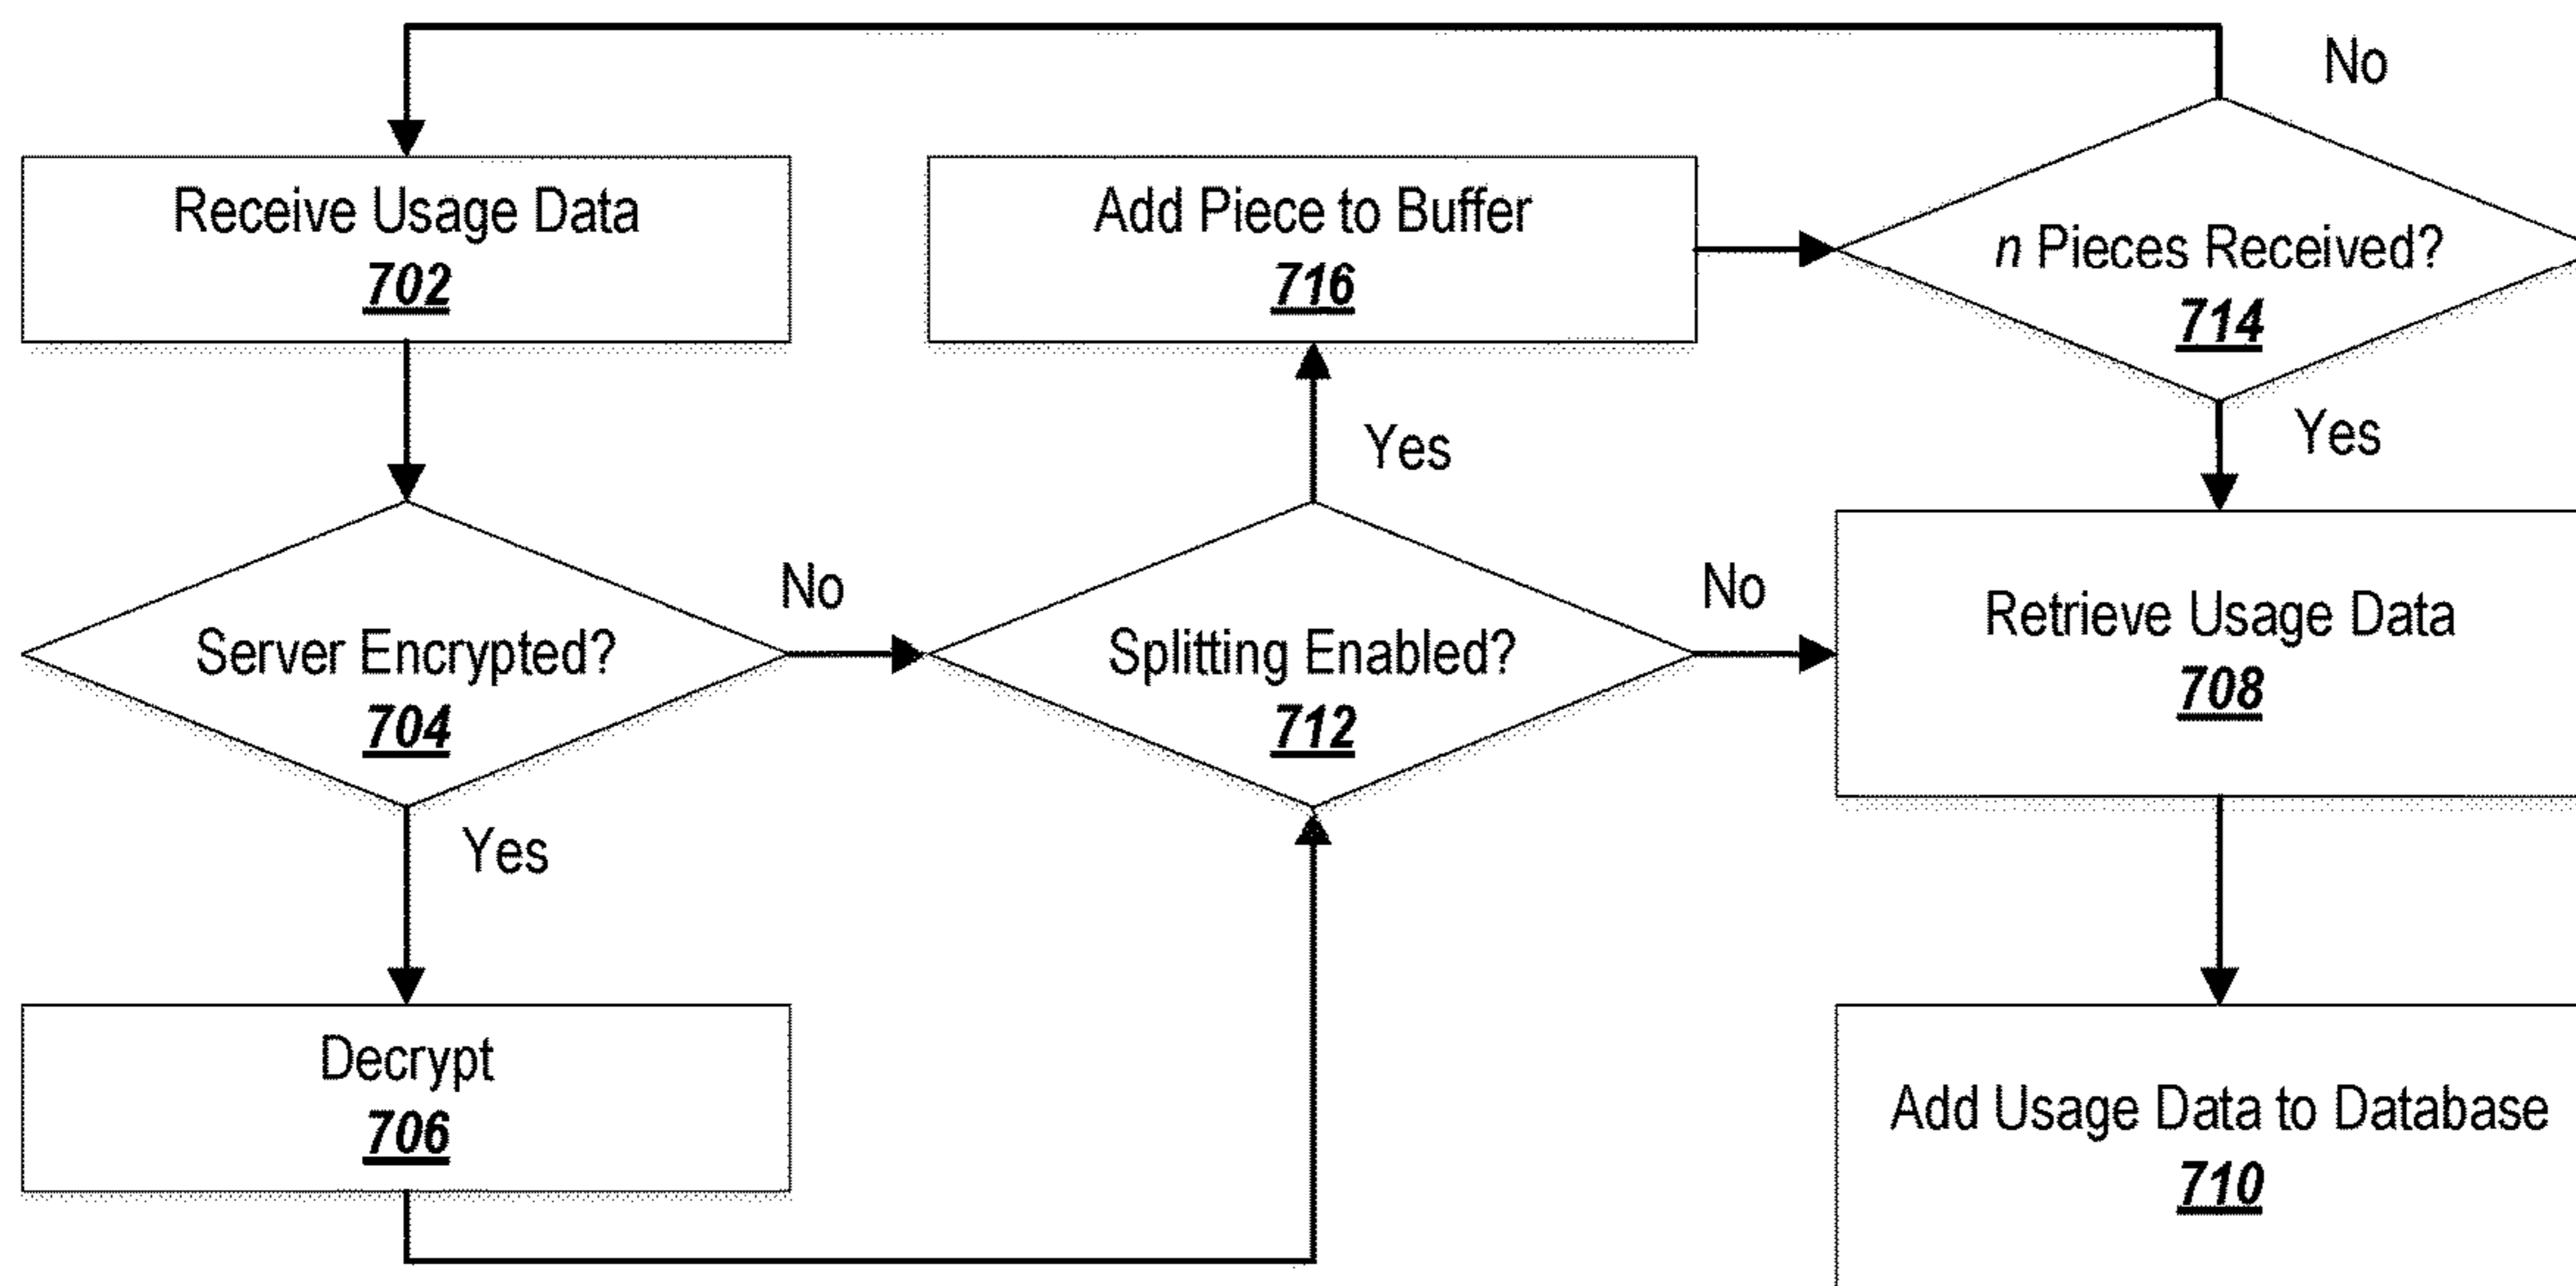 No
Receive Usage Data
702
Add Piece to Buffer
716
n Pieces Received?
714
Yes
Yes
Server Encrypted?
704
No
Splitting Enabled?
712
No
Retrieve Usage Data
708
Yes
Decrypt
706
Add Usage Data to Database
710